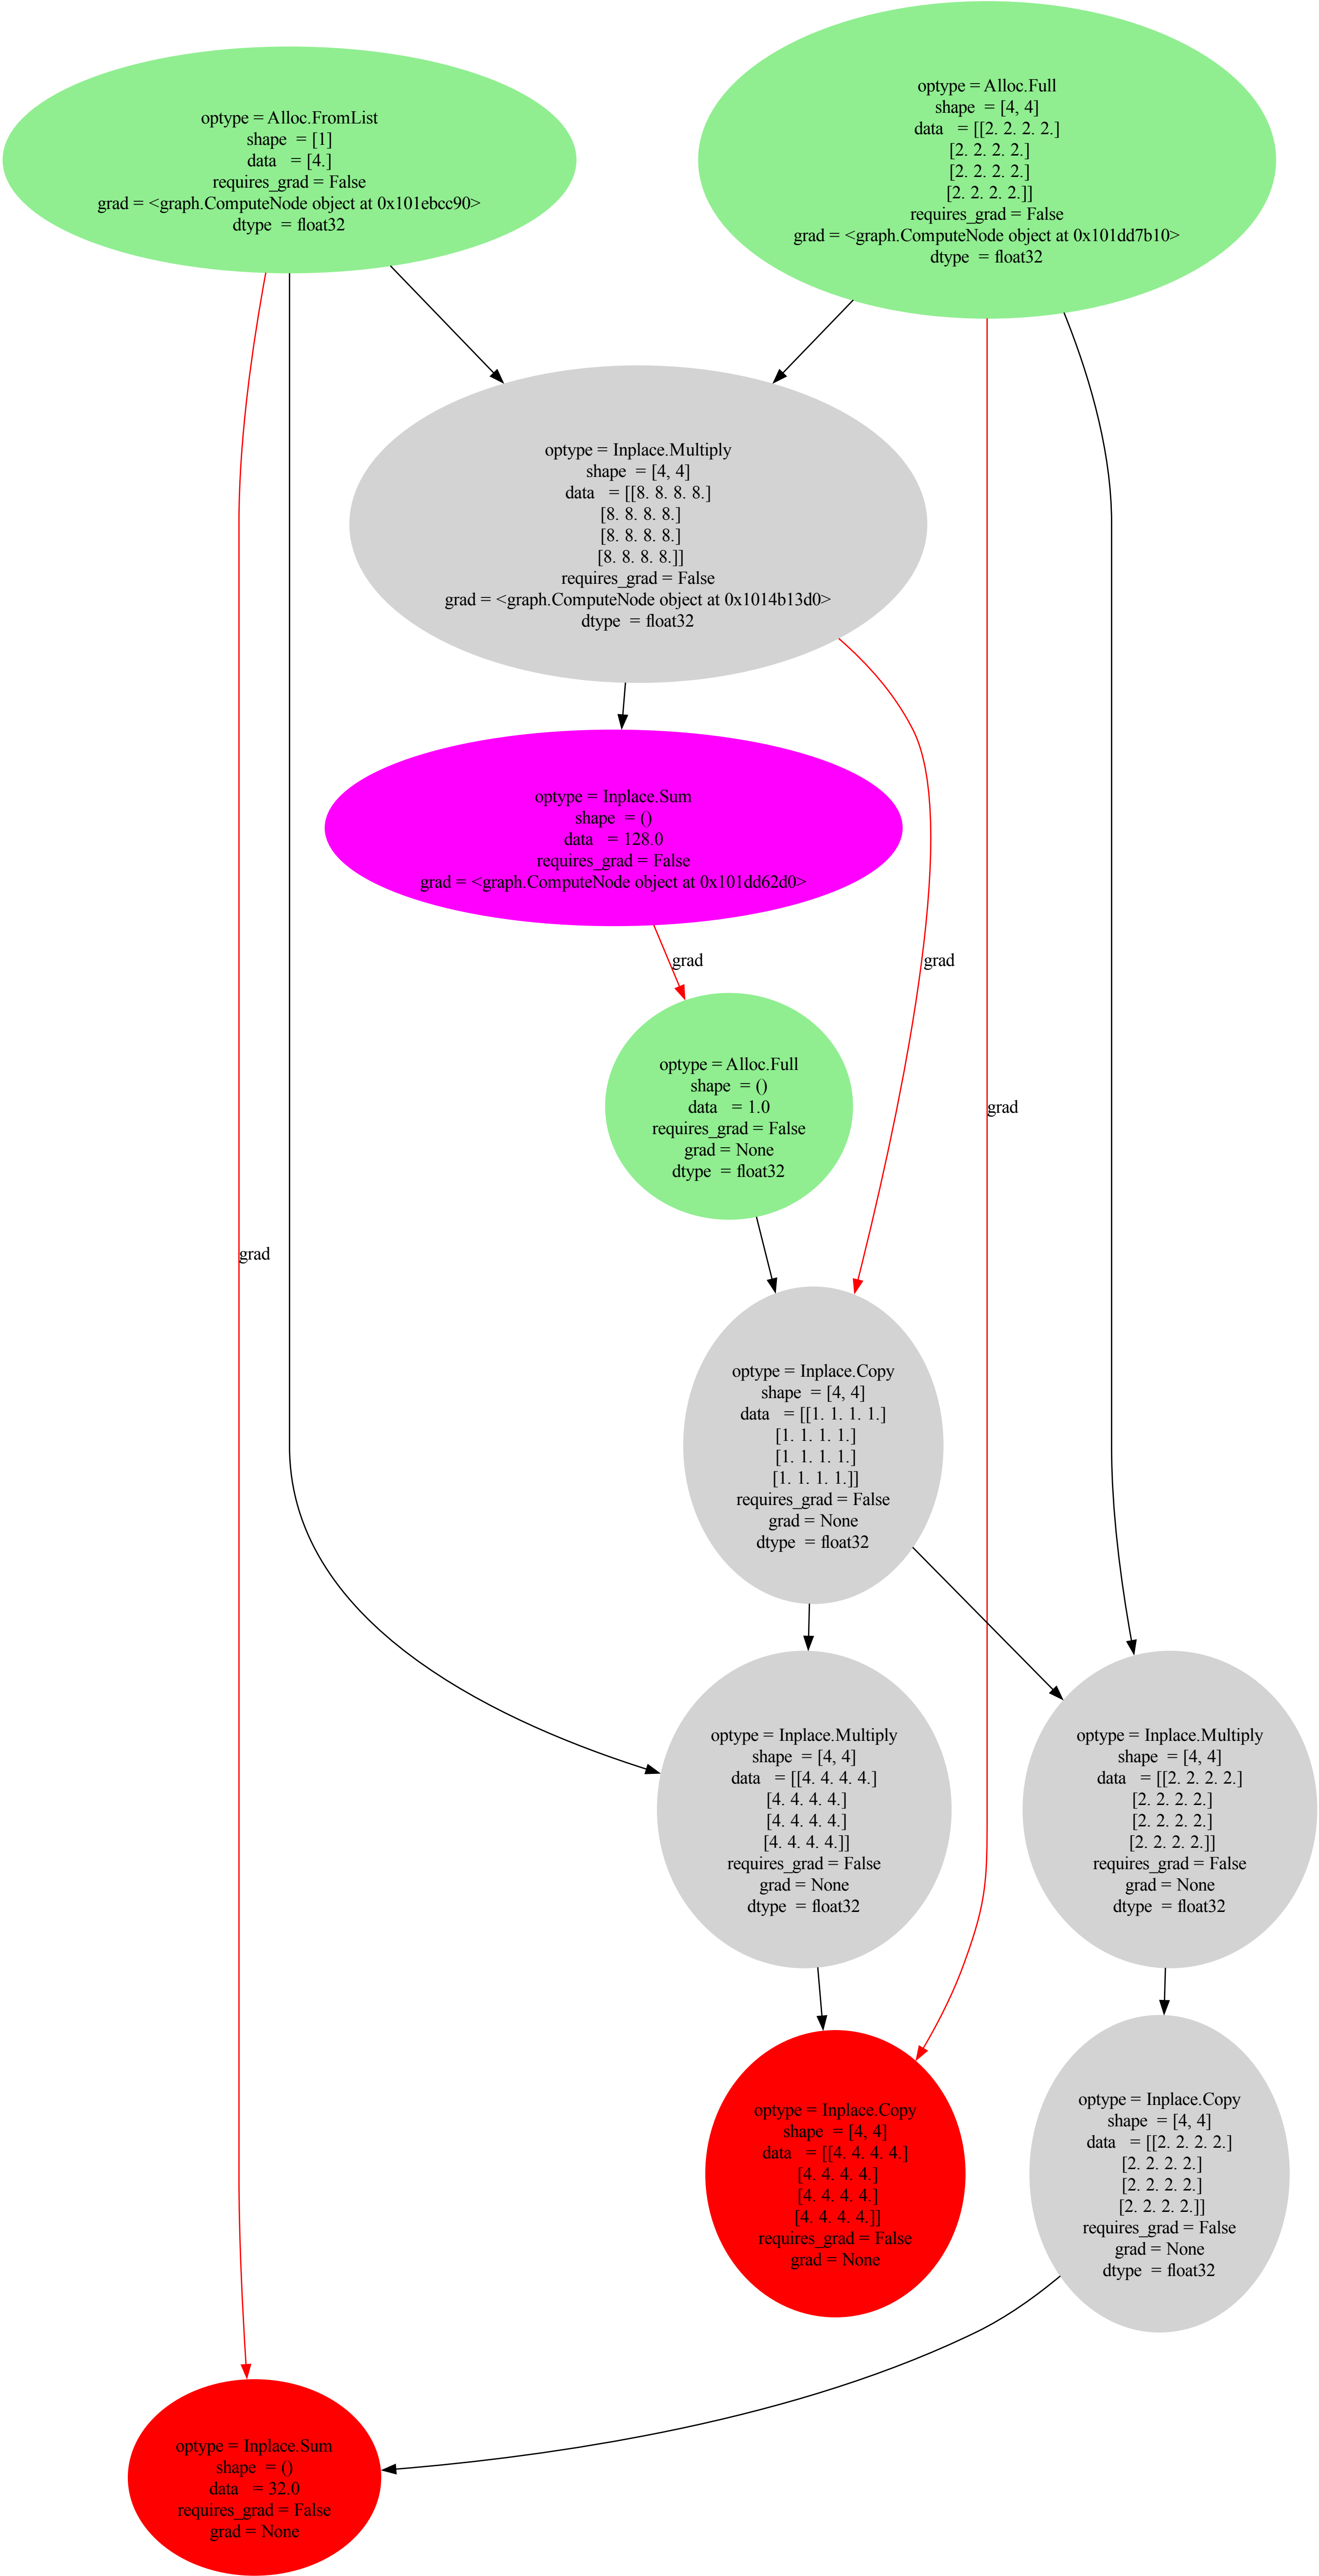 optype = Alloc.FromList
shape = [1]
data = [4.]
requires_grad = False
grad = <graph.ComputeNode object at 0x101ebcc90>
dtype = float32
optype = Alloc.Full
shape = [4, 4]
data = [[2. 2. 2. 2.]
[2. 2. 2. 2.]
[2. 2. 2. 2.]
[2. 2. 2. 2.]]
requires_grad = False
grad = <graph.ComputeNode object at 0x101dd7b10>
dtype = float32
optype = Inplace.Multiply
shape = [4, 4]
data = [[8. 8. 8. 8.]
[8. 8. 8. 8.]
[8. 8. 8. 8.]
[8. 8. 8. 8.]]
requires_grad = False
grad = <graph.ComputeNode object at 0x1014b13d0>
dtype = float32
optype = Inplace.Sum
shape = ()
data = 128.0
requires_grad = False
grad = <graph.ComputeNode object at 0x101dd62d0>
grad
grad
optype = Alloc.Full
shape = ()
data = 1.0
requires_grad = False
grad = None
dtype = float32
grad
grad
optype = Inplace.Copy
shape = [4, 4]
data = [[1. 1. 1. 1.]
[1. 1. 1. 1.]
[1. 1. 1. 1.]
[1. 1. 1. 1.]]
requires_grad = False
grad = None
dtype = float32
optype = Inplace.Multiply
shape = [4, 4]
data = [[4. 4. 4. 4.]
[4. 4. 4. 4.]
[4. 4. 4. 4.]
[4. 4. 4. 4.]]
requires_grad = False
grad = None
dtype = float32
optype = Inplace.Multiply
shape = [4, 4]
data = [[2. 2. 2. 2.]
[2. 2. 2. 2.]
[2. 2. 2. 2.]
[2. 2. 2. 2.]]
requires_grad = False
grad = None
dtype = float32
optype = Inplace.Copy
shape = [4, 4]
data = [[4. 4. 4. 4.]
[4. 4. 4. 4.]
[4. 4. 4. 4.]
[4. 4. 4. 4.]]
requires_grad = False
grad = None
optype = Inplace.Copy
shape = [4, 4]
data = [[2. 2. 2. 2.]
[2. 2. 2. 2.]
[2. 2. 2. 2.]
[2. 2. 2. 2.]]
requires_grad = False
grad = None
dtype = float32
optype = Inplace.Sum
shape = ()
data = 32.0
requires_grad = False
grad = None